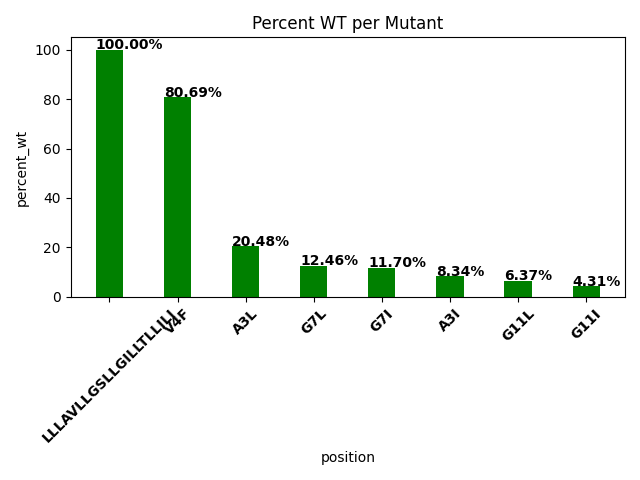 Percent WT per Mutant
percent_wt
100
80
60
40
20
0
100.00%
80.69%
20.48%
12.46%
11.70%
8.34%
6.37%
4.31%
V4F
A3L
G7L
G7I
A3I
G11L
G11I
position